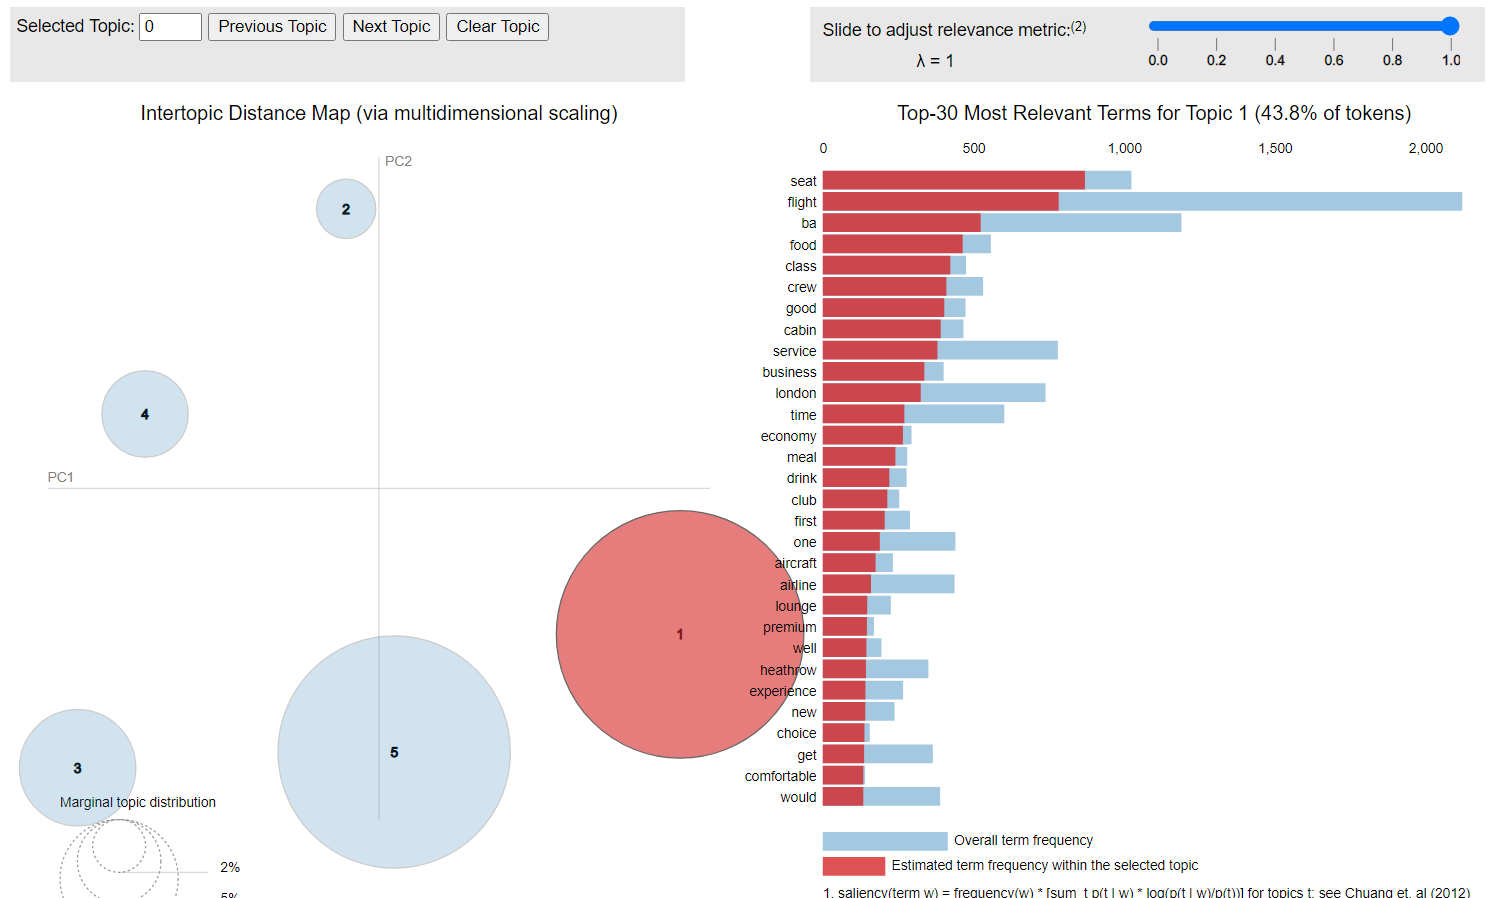 Selected Topic: 0 Previous Topic Next Topic Clear Topic
Slide to adjust relevance metric:(2)
λ = 1
0.0 0.2 0.4 0.6 0.8 1.0
Intertopic Distance Map (via multidimensional scaling)
PC2
2
4
PC1
1
5
3
Marginal topic distribution
2%
5%
Top-30 Most Relevant Terms for Topic 1 (43.8% of tokens)
0 500 1,000 1,500 2,000
seat
flight
ba
food
class
crew
good
cabin
service
business
london
time
economy
meal
drink
club
first
one
aircraft
airline
lounge
premium
well
heathrow
experience
new
choice
get
comfortable
would
Overall term frequency
Estimated term frequency within the selected topic
1. saliency(term w) = frequency(w) * [sum_t p(t | w) * log(p(t | w)/p(t))] for topics t; see Chuang et. al (2012)